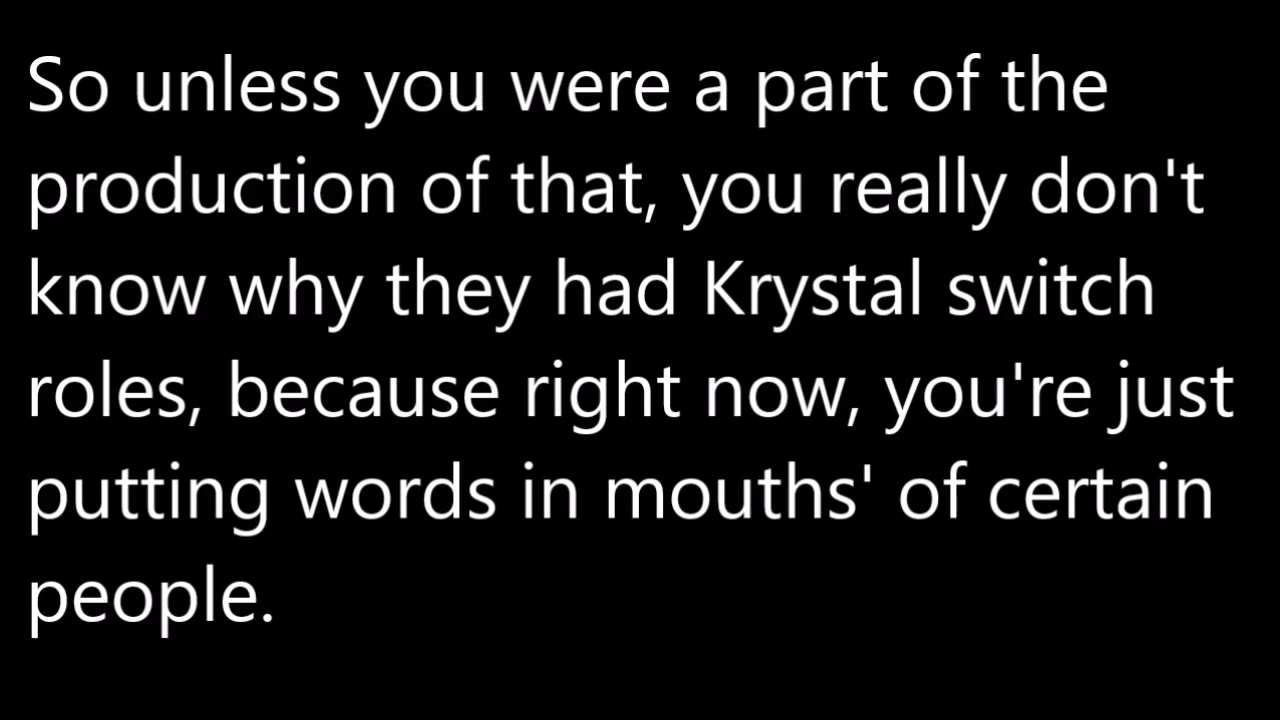 So unless you were a part of the
production of that, you really don't
know why they had Krystal switch
roles, because right now, you're just
putting words in mouths' of certain
people.